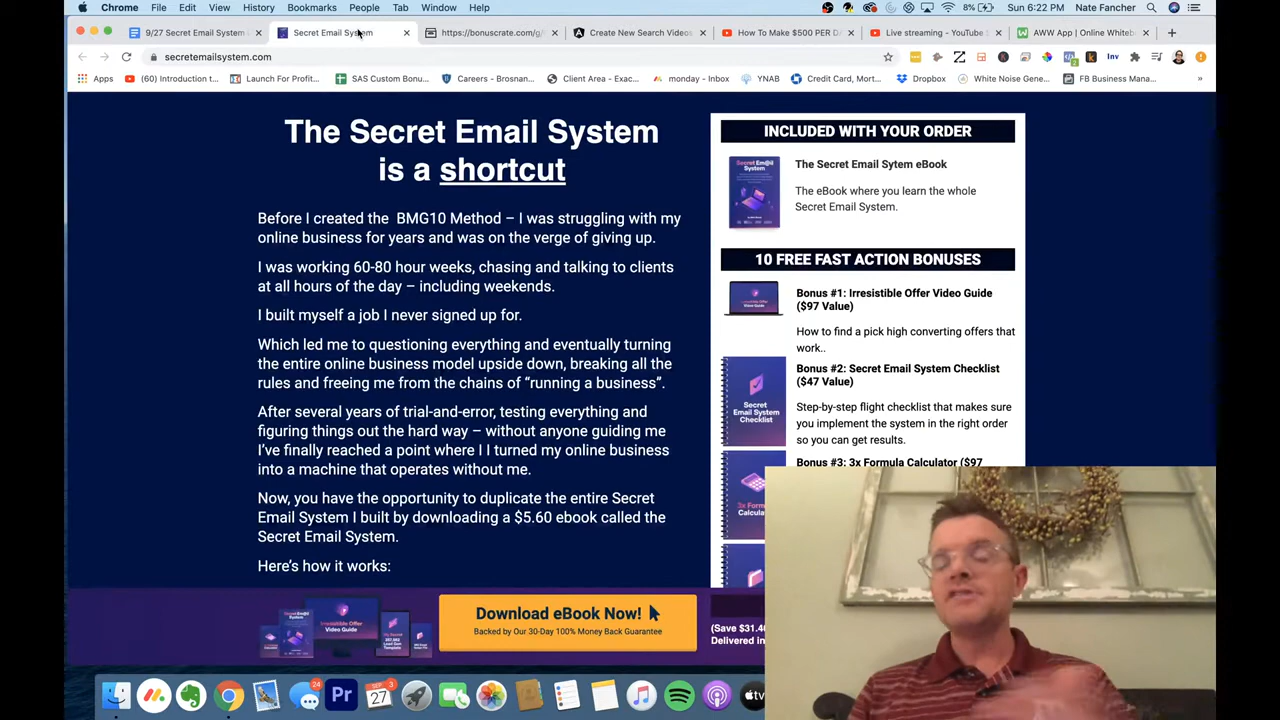 Chrome File Edit View History Bookmarks People Tab Window Help 8% Sun 6:22 PM Nate Fancher
9/27 Secret Email System Secret Email System https://bonuscrate.com/g/ Create New Search Videos How To Make $500 PER D Live streaming - YouTube S AWW App | Online Whiteb
secretemailsystem.com
Apps (60) Introduction t... Launch For Profit... SAS Custom Bonu... Careers – Brosnan... Client Area - Exac... monday - Inbox YNAB Credit Card, Mort... Dropbox White Noise Gene... FB Business Mana...
The Secret Email System
is a shortcut
Before I created the BMG10 Method – I was struggling with my
online business for years and was on the verge of giving up.
I was working 60-80 hour weeks, chasing and talking to clients
at all hours of the day – including weekends.
I built myself a job I never signed up for.
Which led me to questioning everything and eventually turning
the entire online business model upside down, breaking all the
rules and freeing me from the chains of “running a business”.
After several years of trial-and-error, testing everything and
figuring things out the hard way – without anyone guiding me
I’ve finally reached a point where I I turned my online business
into a machine that operates without me.
Now, you have the opportunity to duplicate the entire Secret
Email System I built by downloading a $5.60 ebook called the
Secret Email System.
Here’s how it works:
INCLUDED WITH YOUR ORDER
The Secret Email Sytem eBook
The eBook where you learn the whole
Secret Email System.
10 FREE FAST ACTION BONUSES
Bonus #1: Irresistible Offer Video Guide
($97 Value)
How to find a pick high converting offers that
work..
Bonus #2: Secret Email System Checklist
($47 Value)
Secret
Email System
Checklist
Step-by-step flight checklist that makes sure
you implement the system in the right order
so you can get results.
Bonus #3: 3x Formula Calculator ($97
Download eBook Now!
Backed by Our 30-Day 100% Money Back Guarantee
(Save $31.4
Delivered in
24 Pr SEP 27 3 tv